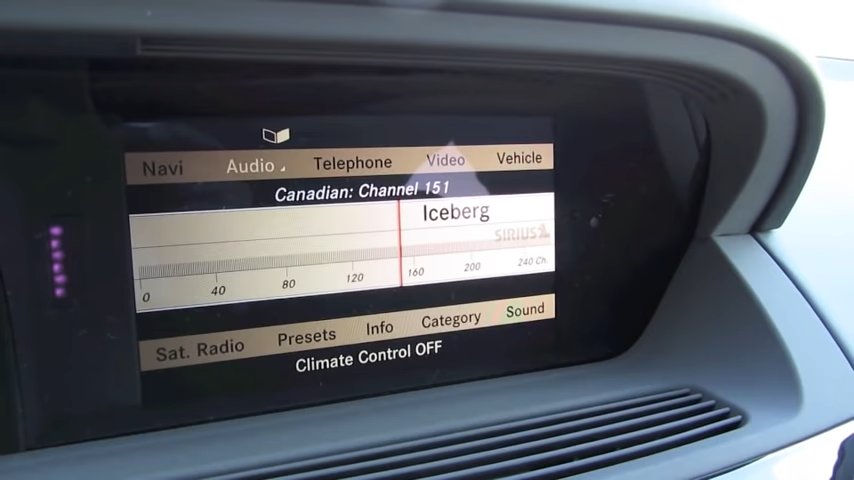 Navi Audio Telephone Video Vehicle
Canadian: Channel 151
Iceberg
SIRIUS
0 40 80 120 160 200 240 Ch.
Sat. Radio Presets Info Category Sound
Climate Control OFF